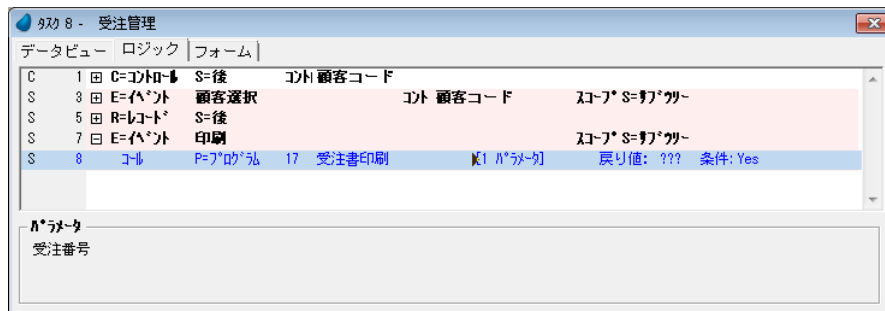 ﾀｽｸ 8 - 受注管理
データビュー ロジック フォーム
C 1 C=ｺﾝﾄﾛｰﾙ S=後 ｺﾝﾄ 顧客コード
S 3 E=ｲﾍﾞﾝﾄ 顧客選択 ｺﾝﾄ 顧客コード ｽｺｰﾌﾟ S=ｻﾌﾞﾂﾘｰ
S 5 R=ﾚｺｰﾄﾞ S=後
S 7 E=ｲﾍﾞﾝﾄ 印刷 ｽｺｰﾌﾟ S=ｻﾌﾞﾂﾘｰ
S 8 ｺｰﾙ P=ﾌﾟﾛｸﾞﾗﾑ 17 受注書印刷 [1 ﾊﾟﾗﾒｰﾀ] 戻り値: ??? 条件: Yes
ﾊﾟﾗﾒｰﾀ
受注番号